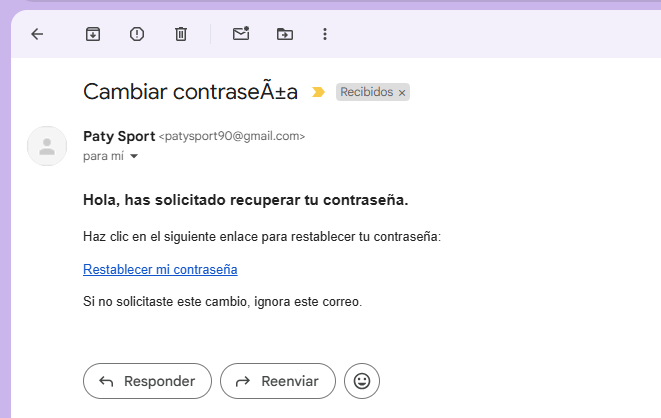 Cambiar contraseÃ±a
Recibidos ×
Paty Sport <patysport90@gmail.com>
para mí
Hola, has solicitado recuperar tu contraseña.
Haz clic en el siguiente enlace para restablecer tu contraseña:
Restablecer mi contraseña
Si no solicitaste este cambio, ignora este correo.
Responder
Reenviar